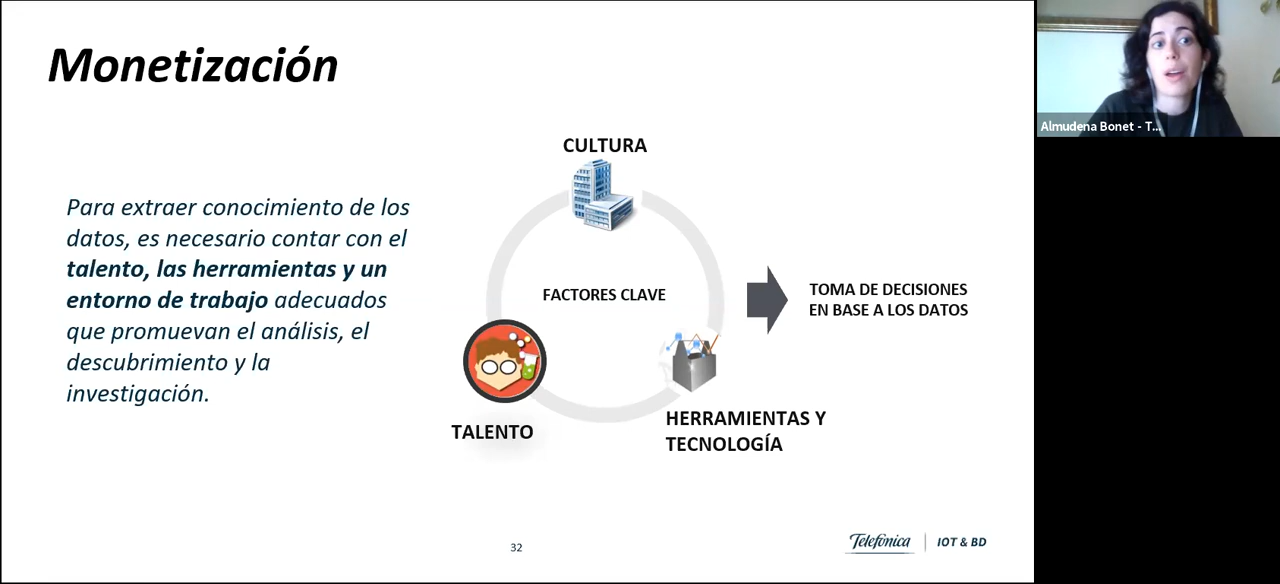 Monetización
Para extraer conocimiento de los
datos, es necesario contar con el
talento, las herramientas y un
entorno de trabajo adecuados
que promuevan el análisis, el
descubrimiento y la
investigación.
CULTURA
FACTORES CLAVE
TALENTO
HERRAMIENTAS Y
TECNOLOGÍA
TOMA DE DECISIONES
EN BASE A LOS DATOS
32
Telefónica | IOT & BD
Almudena Bonet - T...